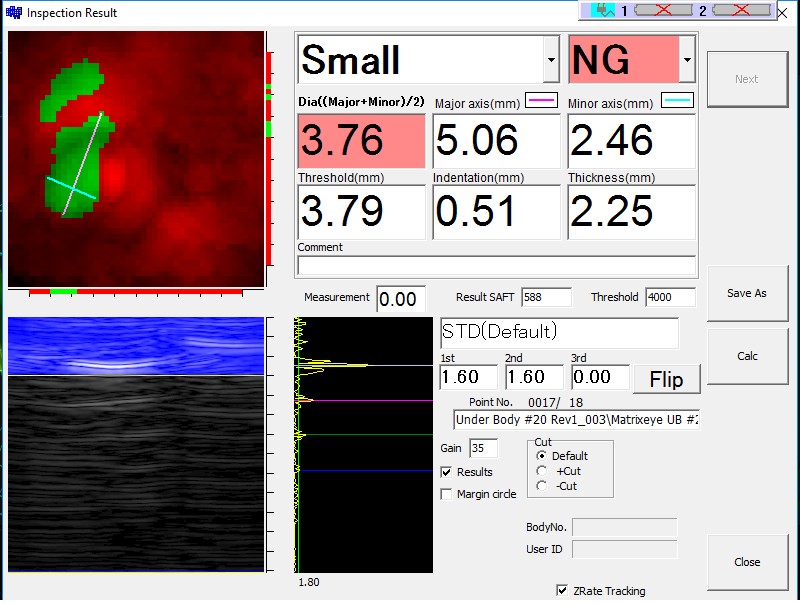 Inspection Result
1 2
Small NG
Next
Dia((Major+Minor)/2) Major axis(mm) Minor axis(mm)
3.76 5.06 2.46
Threshold(mm) Indentation(mm) Thickness(mm)
3.79 0.51 2.25
Comment
Measurement 0.00 Result SAFT 588 Threshold 4000
Save As
STD(Default)
1st 2nd 3rd
1.60 1.60 0.00 Flip
Calc
Point No. 0017/ 18
Under Body #20 Rev1_003\Matrixeye UB #2
Gain 35
Cut
Default
+Cut
-Cut
Results
Margin circle
BodyNo.
User ID
Close
1.80
ZRate Tracking